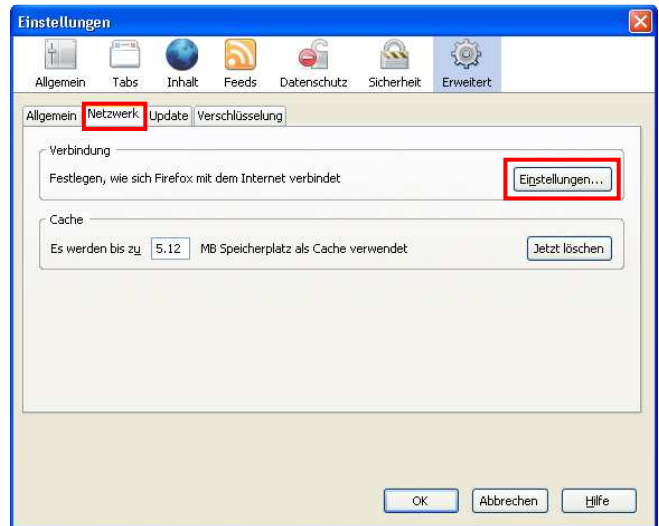 Einstellungen
Allgemein Tabs Inhalt Feeds Datenschutz Sicherheit Erweitert
Allgemein Netzwerk Update Verschlüsselung
Verbindung
Festlegen, wie sich Firefox mit dem Internet verbindet Einstellungen...
Cache
Es werden bis zu 5.12 MB Speicherplatz als Cache verwendet Jetzt löschen
OK Abbrechen Hilfe